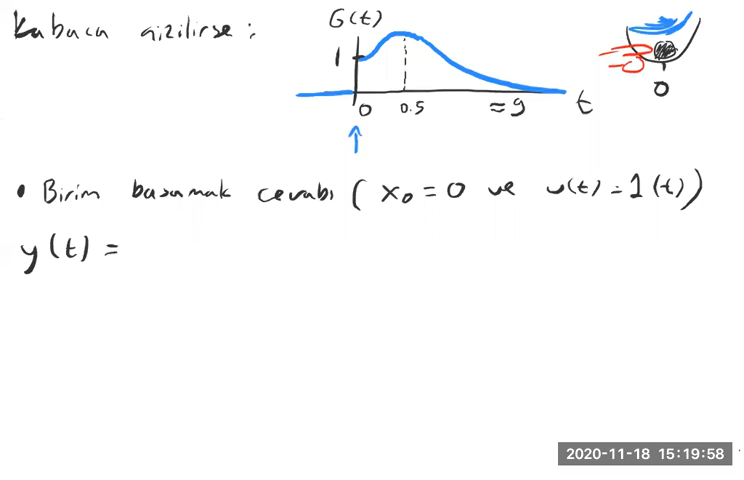 Kabaca çizilirse :
G(t)
1
0 0.5 ≈9 t
0
• Birim basamak cevabı ( x₀ = 0 ve u(t) = 1(t) )
y(t) =
2020-11-18 15:19:58